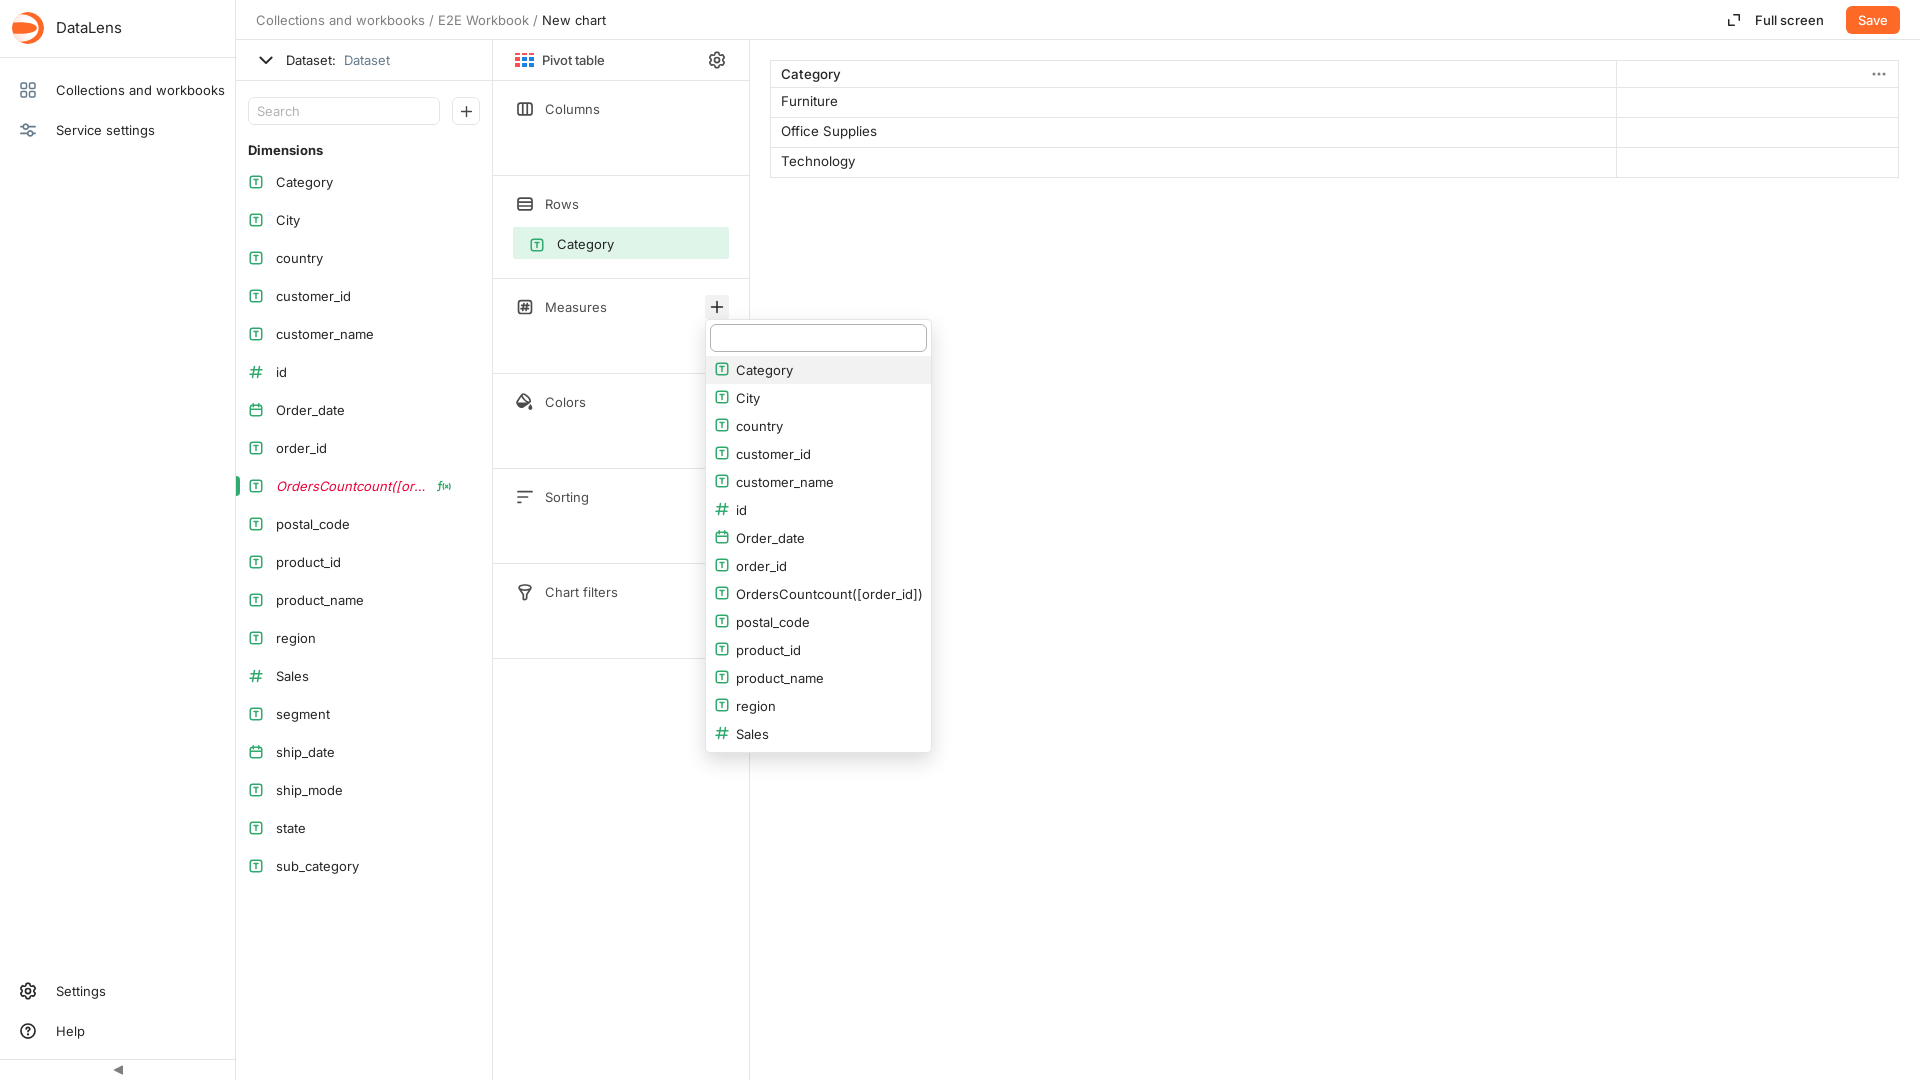 DataLens
Collections and workbooks
Service settings
Settings
Help
Collections and workbooks / E2E Workbook / New chart
Full screen
Save
Dataset: Dataset
Search
Dimensions
Category
City
country
customer_id
customer_name
id
Order_date
order_id
OrdersCountcount([or... f(x)
postal_code
product_id
product_name
region
Sales
segment
ship_date
ship_mode
state
sub_category
Pivot table
Columns
Rows
Category
Measures
Colors
Sorting
Chart filters
Category
City
country
customer_id
customer_name
id
Order_date
order_id
OrdersCountcount([order_id])
postal_code
product_id
product_name
region
Sales
Category
Furniture
Office Supplies
Technology